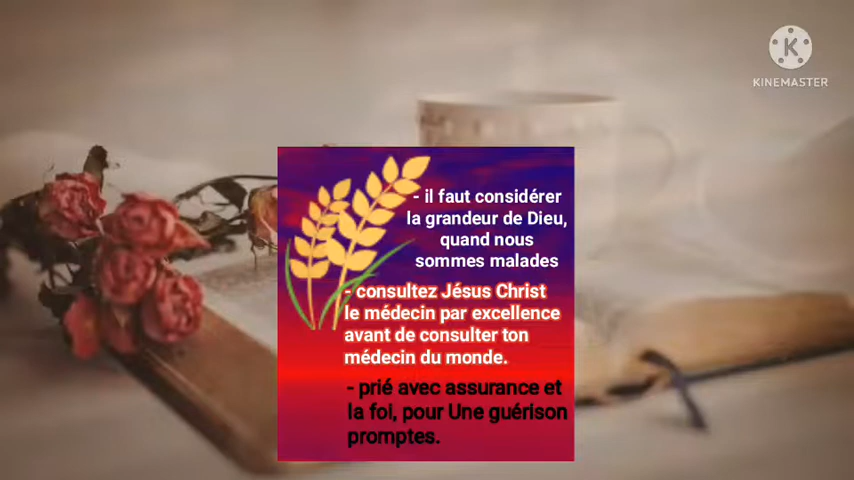 KINEMASTER
- il faut considérer
la grandeur de Dieu,
quand nous
sommes malades
- consultez Jésus Christ
le médecin par excellence
avant de consulter ton
médecin du monde.
- prié avec assurance et
la foi, pour Une guérison
promptes.